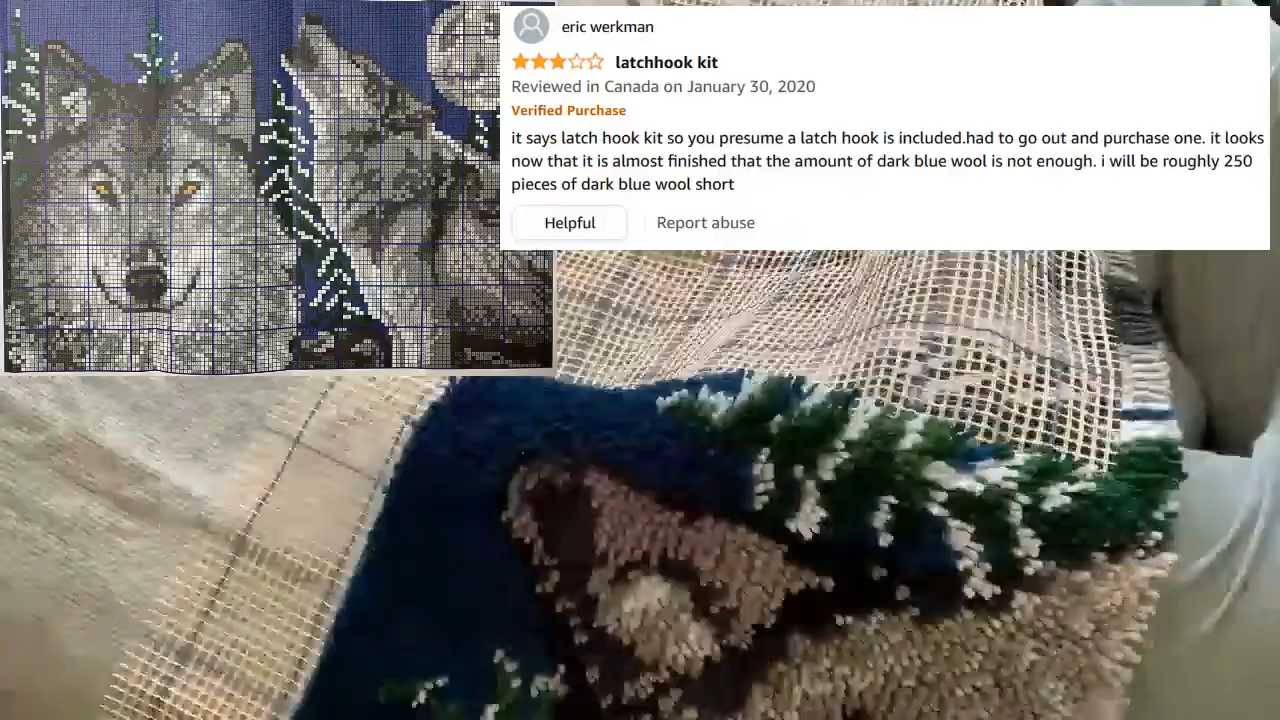 eric werkman
latchhook kit
Reviewed in Canada on January 30, 2020
Verified Purchase
it says latch hook kit so you presume a latch hook is included.had to go out and purchase one. it looks
now that it is almost finished that the amount of dark blue wool is not enough. i will be roughly 250
pieces of dark blue wool short
Helpful
Report abuse